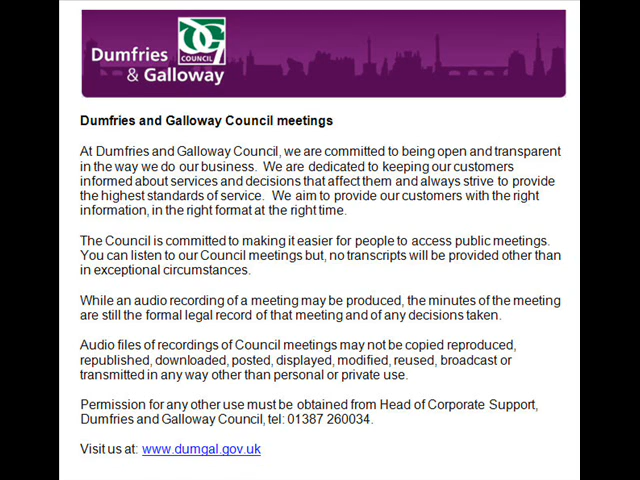 Dumfries
& Galloway
COUNCIL
Dumfries and Galloway Council meetings
At Dumfries and Galloway Council, we are committed to being open and transparent
in the way we do our business. We are dedicated to keeping our customers
informed about services and decisions that affect them and always strive to provide
the highest standards of service. We aim to provide our customers with the right
information, in the right format at the right time.
The Council is committed to making it easier for people to access public meetings.
You can listen to our Council meetings but, no transcripts will be provided other than
in exceptional circumstances.
While an audio recording of a meeting may be produced, the minutes of the meeting
are still the formal legal record of that meeting and of any decisions taken.
Audio files of recordings of Council meetings may not be copied reproduced,
republished, downloaded, posted, displayed, modified, reused, broadcast or
transmitted in any way other than personal or private use.
Permission for any other use must be obtained from Head of Corporate Support,
Dumfries and Galloway Council, tel: 01387 260034.
Visit us at: www.dumgal.gov.uk